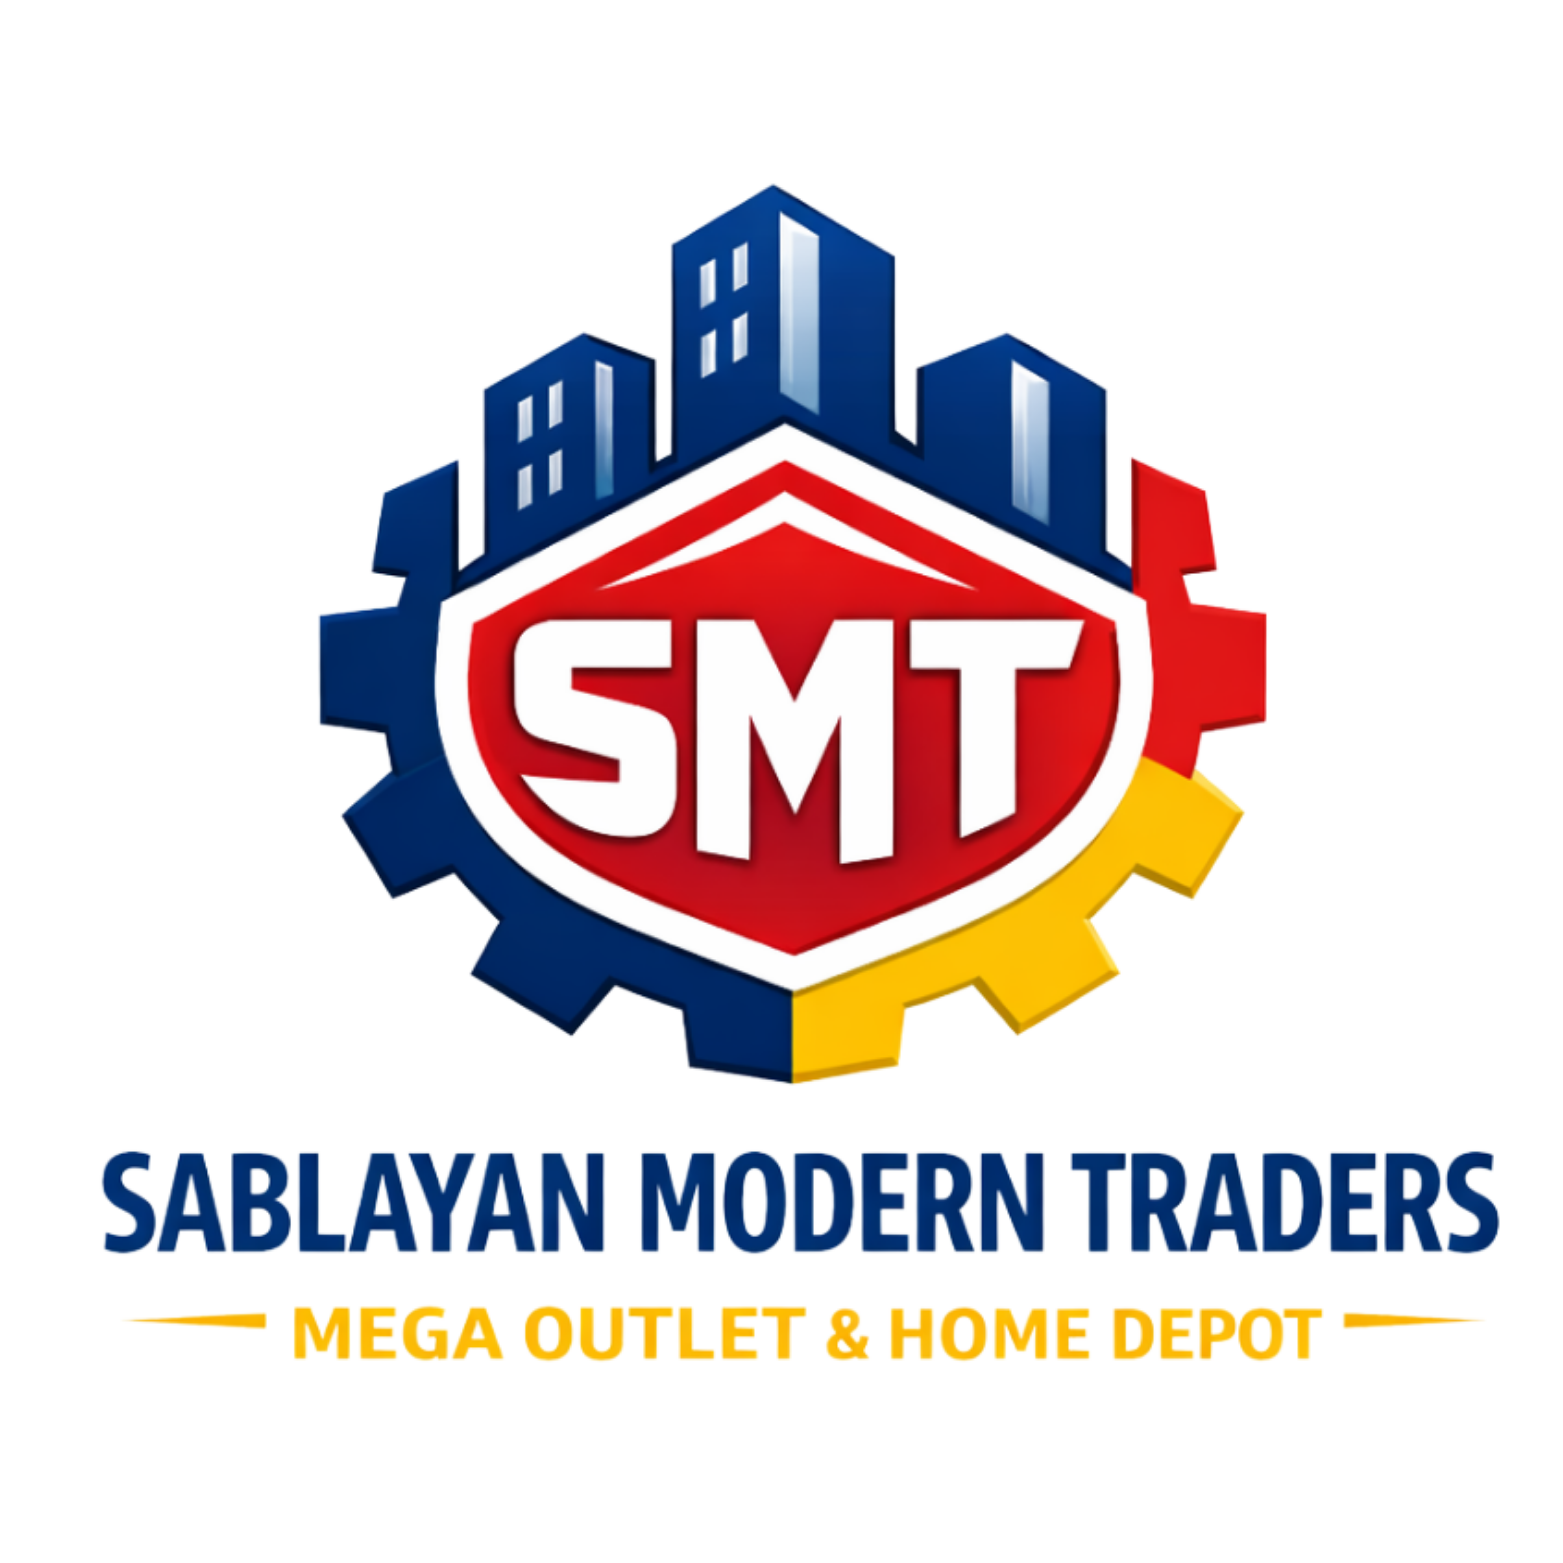 SMT
SABLAYAN MODERN TRADERS
MEGA OUTLET & HOME DEPOT